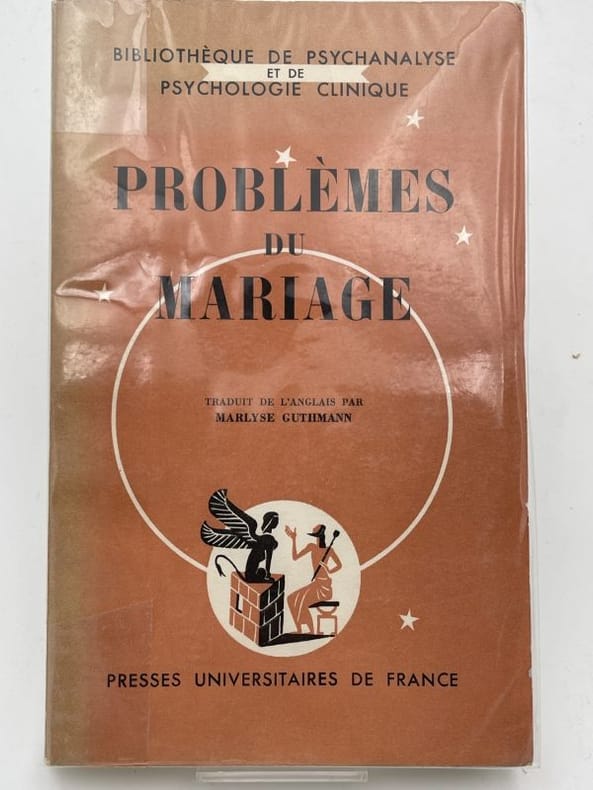 BIBLIOTHÈQUE DE PSYCHANALYSE
ET DE
PSYCHOLOGIE CLINIQUE
PROBLÈMES
DU
MARIAGE
TRADUIT DE L'ANGLAIS PAR
MARLYSE GUTHMANN
PRESSES UNIVERSITAIRES DE FRANCE